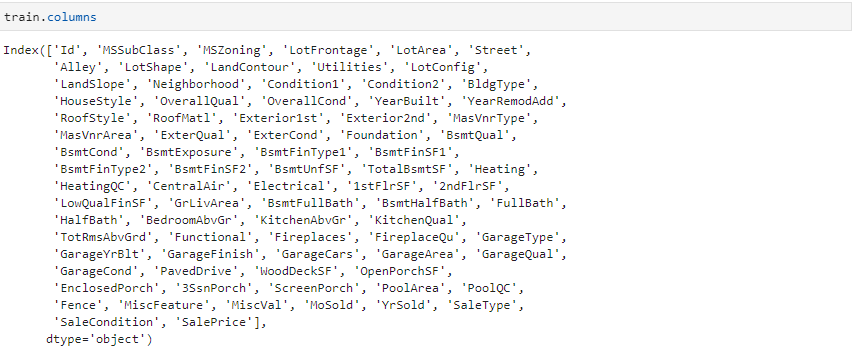 train.columns
Index(['Id', 'MSSubClass', 'MSZoning', 'LotFrontage', 'LotArea', 'Street',
'Alley', 'LotShape', 'LandContour', 'Utilities', 'LotConfig',
'LandSlope', 'Neighborhood', 'Condition1', 'Condition2', 'BldgType',
'HouseStyle', 'OverallQual', 'OverallCond', 'YearBuilt', 'YearRemodAdd',
'RoofStyle', 'RoofMatl', 'Exterior1st', 'Exterior2nd', 'MasVnrType',
'MasVnrArea', 'ExterQual', 'ExterCond', 'Foundation', 'BsmtQual',
'BsmtCond', 'BsmtExposure', 'BsmtFinType1', 'BsmtFinSF1',
'BsmtFinType2', 'BsmtFinSF2', 'BsmtUnfSF', 'TotalBsmtSF', 'Heating',
'HeatingQC', 'CentralAir', 'Electrical', '1stFlrSF', '2ndFlrSF',
'LowQualFinSF', 'GrLivArea', 'BsmtFullBath', 'BsmtHalfBath', 'FullBath',
'HalfBath', 'BedroomAbvGr', 'KitchenAbvGr', 'KitchenQual',
'TotRmsAbvGrd', 'Functional', 'Fireplaces', 'FireplaceQu', 'GarageType',
'GarageYrBlt', 'GarageFinish', 'GarageCars', 'GarageArea', 'GarageQual',
'GarageCond', 'PavedDrive', 'WoodDeckSF', 'OpenPorchSF',
'EnclosedPorch', '3SsnPorch', 'ScreenPorch', 'PoolArea', 'PoolQC',
'Fence', 'MiscFeature', 'MiscVal', 'MoSold', 'YrSold', 'SaleType',
'SaleCondition', 'SalePrice'],
dtype='object')